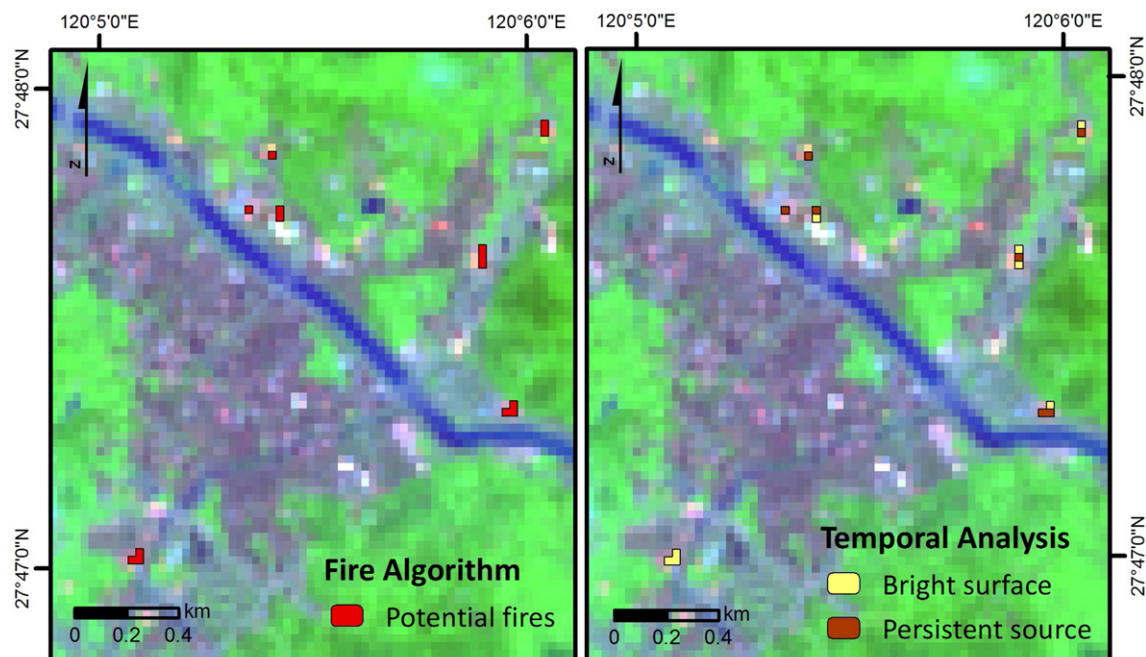 120°5'0"E 120°6'0"E 120°5'0"E 120°6'0"E
27°48'0"N
27°47'0"N
z
Fire Algorithm
Potential fires
km
0 0.2 0.4
z
Temporal Analysis
Bright surface
Persistent source
km
0 0.2 0.4
27°48'0"N
27°47'0"N